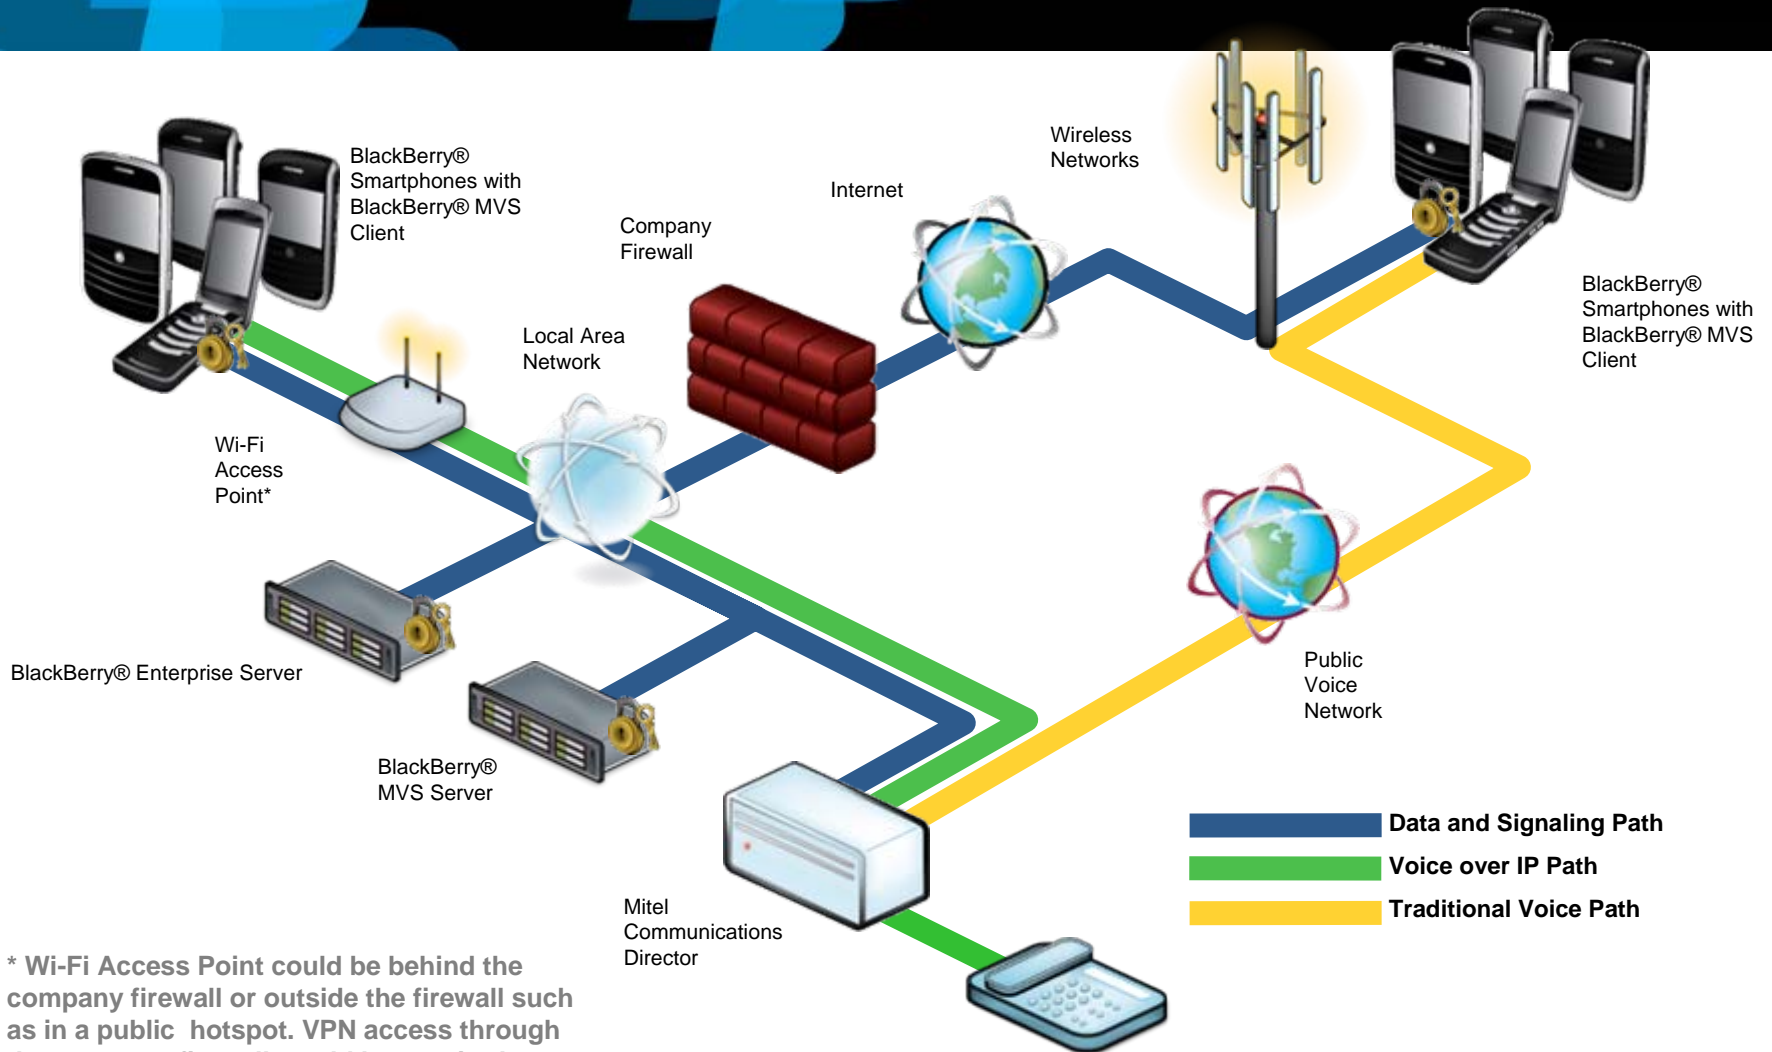 BlackBerry®
Smartphones with
BlackBerry® MVS
Client
Wireless
Networks
Internet
Company
Firewall
Local Area
Network
BlackBerry®
Smartphones with
BlackBerry® MVS
Client
Wi-Fi
Access
Point*
BlackBerry® Enterprise Server
BlackBerry®
MVS Server
Public
Voice
Network
Mitel
Communications
Director
Data and Signaling Path
Voice over IP Path
Traditional Voice Path
* Wi-Fi Access Point could be behind the
company firewall or outside the firewall such
as in a public hotspot. VPN access through